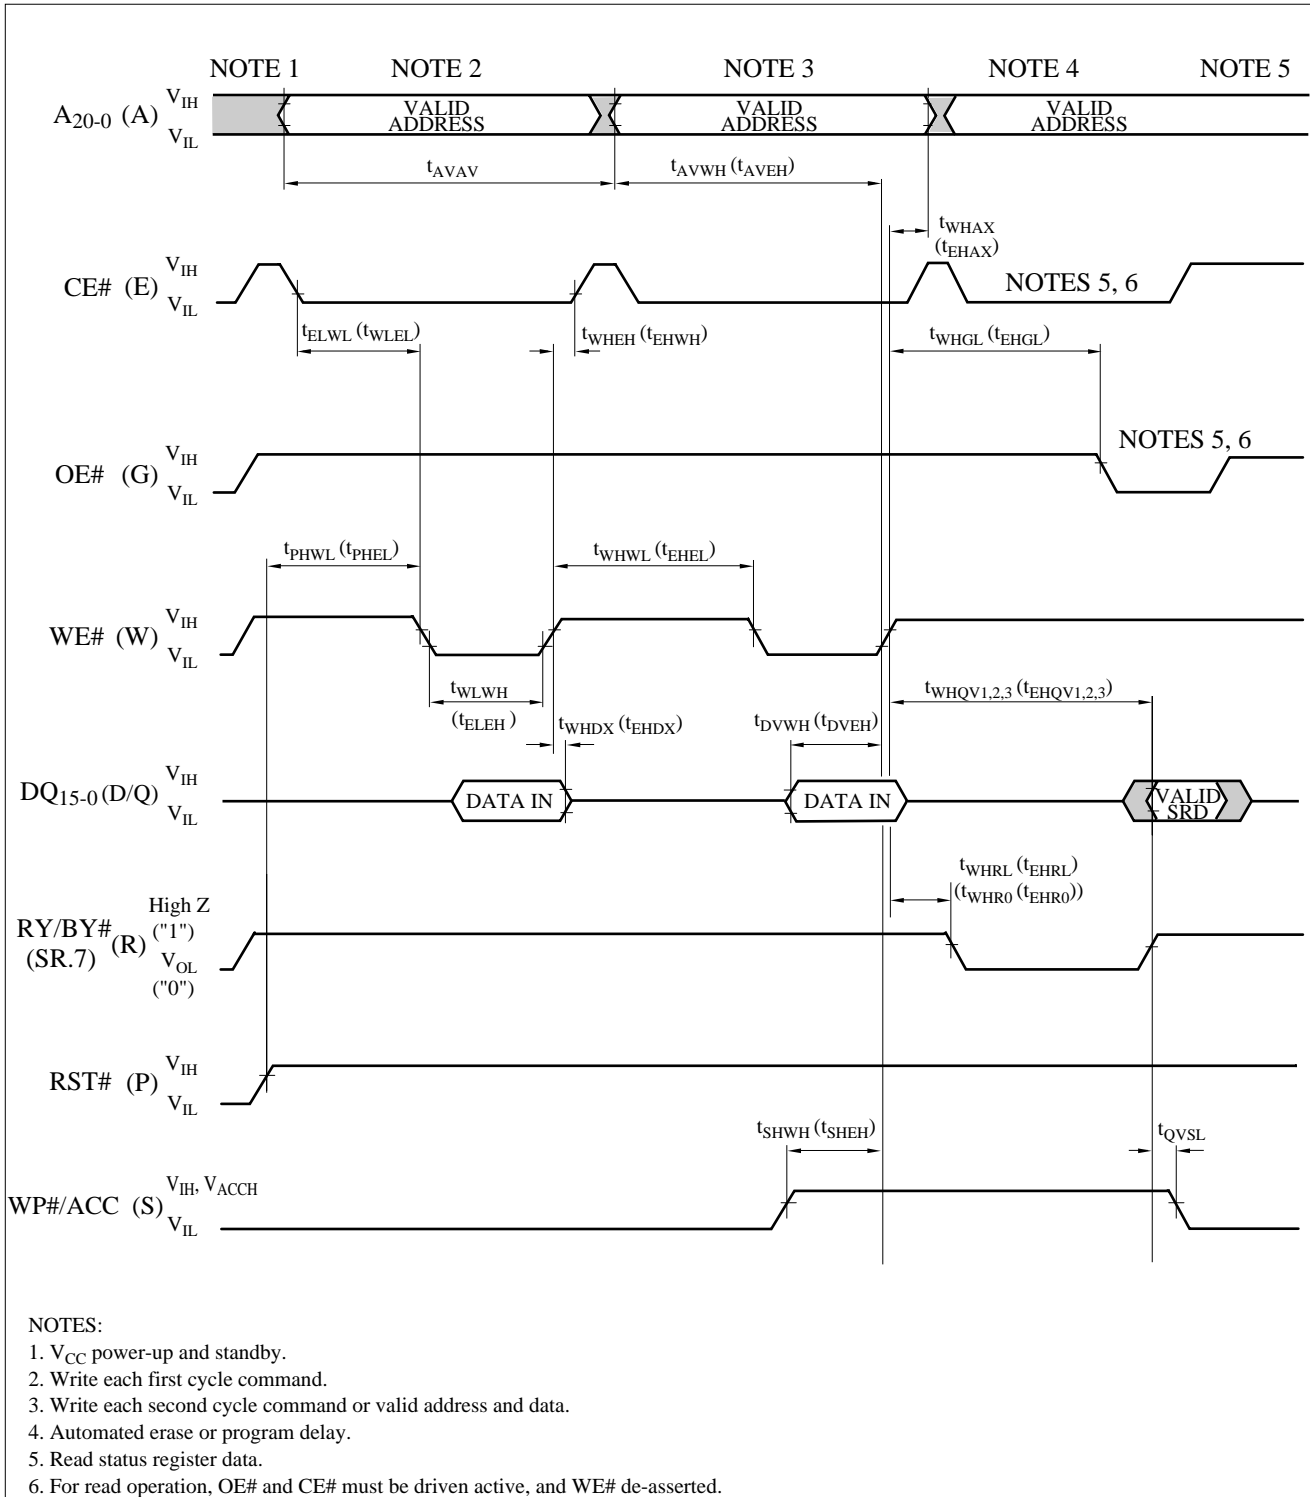 NOTE 1 NOTE 2 NOTE 3 NOTE 4 NOTE 5
A20-0 (A) VIH
VIL
VALID ADDRESS
VALID ADDRESS
VALID ADDRESS
tAVAV
tAVWH (tAVEH)
tWHAX
(tEHAX)
CE# (E) VIH
VIL
NOTES 5, 6
tELWL (tWLEL)
tWHEH (tEHWH)
tWHGL (tEHGL)
OE# (G) VIH
VIL
NOTES 5, 6
tPHWL (tPHEL)
tWHWL (tEHEL)
WE# (W) VIH
VIL
tWLWH
(tELEH )
tWHDX (tEHDX)
tDVWH (tDVEH)
tWHQV1,2,3 (tEHQV1,2,3)
DQ15-0 (D/Q) VIH
VIL
DATA IN
DATA IN
VALID
SRD
tWHRL (tEHRL)
(tWHR0 (tEHR0))
RY/BY#
(SR.7)
(R)
High Z
("1")
VOL
("0")
RST# (P) VIH
VIL
tSHWH (tSHEH)
tQVSL
WP#/ACC (S) VIH, VACCH
VIL
NOTES:
1. VCC power-up and standby.
2. Write each first cycle command.
3. Write each second cycle command or valid address and data.
4. Automated erase or program delay.
5. Read status register data.
6. For read operation, OE# and CE# must be driven active, and WE# de-asserted.